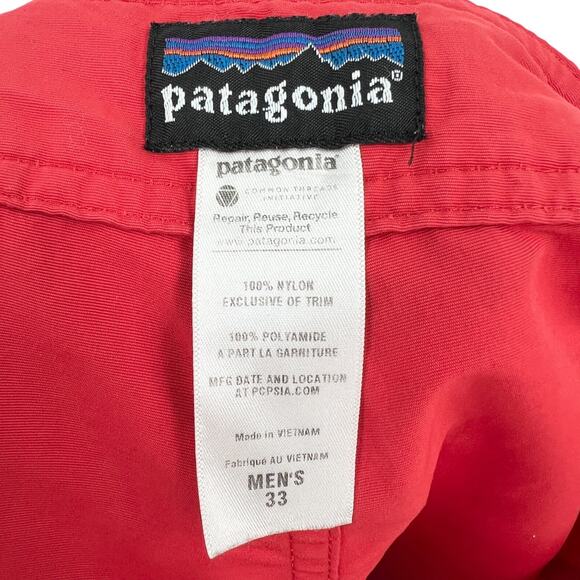 patagonia®
patagonia®
COMMON THREADS
INITIATIVE
Repair, Reuse, Recycle
This Product
www.patagonia.com
100% NYLON
EXCLUSIVE OF TRIM
100% POLYAMIDE
A PART LA GARNITURE
MFG DATE AND LOCATION
AT PCPSIA.COM
Made in VIETNAM
Fabriqué AU VIETNAM
MEN'S
33